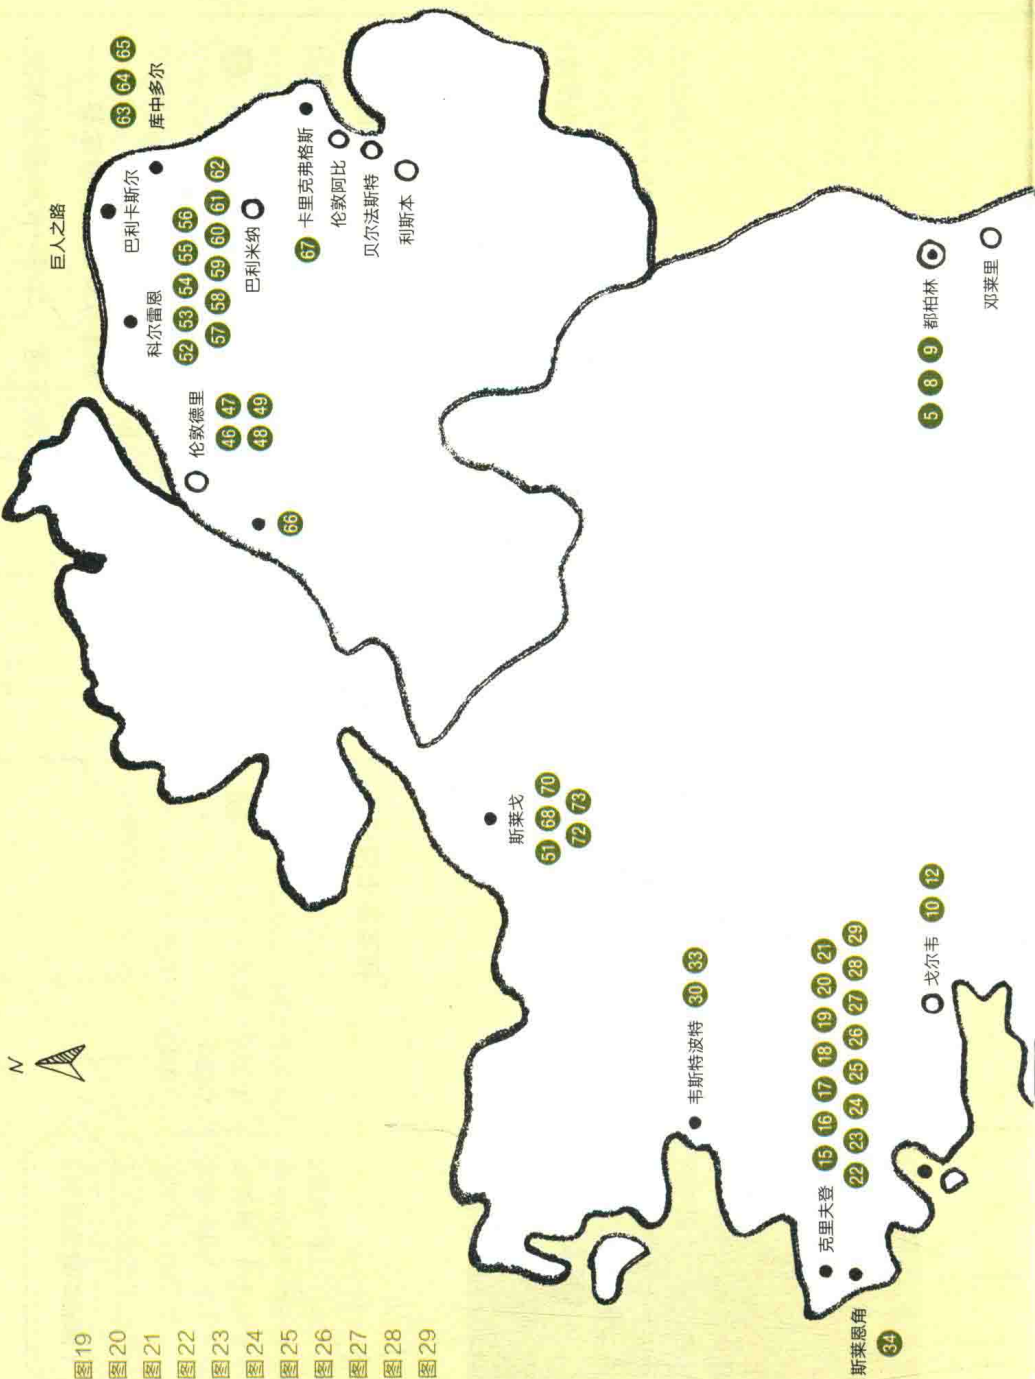 图19
图20
图21
图22
图23
图24
图25
图26
图27
图28
图29
N
巨人之路
63 64 65
库中多尔
巴利卡斯尔
科尔雷恩
52 53 54 55 56
57 58 59 60 61 62
巴利米纳
伦敦德里
46 47
48 49
66
67 卡里克弗格斯
伦敦阿比
贝尔法斯特
利斯本
斯莱戈
51 68 70
72 73
韦斯特波特 30 33
克里夫登 15 16 17 18 19 20 21
22 23 24 25 26 27 28 29
斯莱恩角
34
戈尔韦 10 12
5 8 9 都柏林
邓莱里